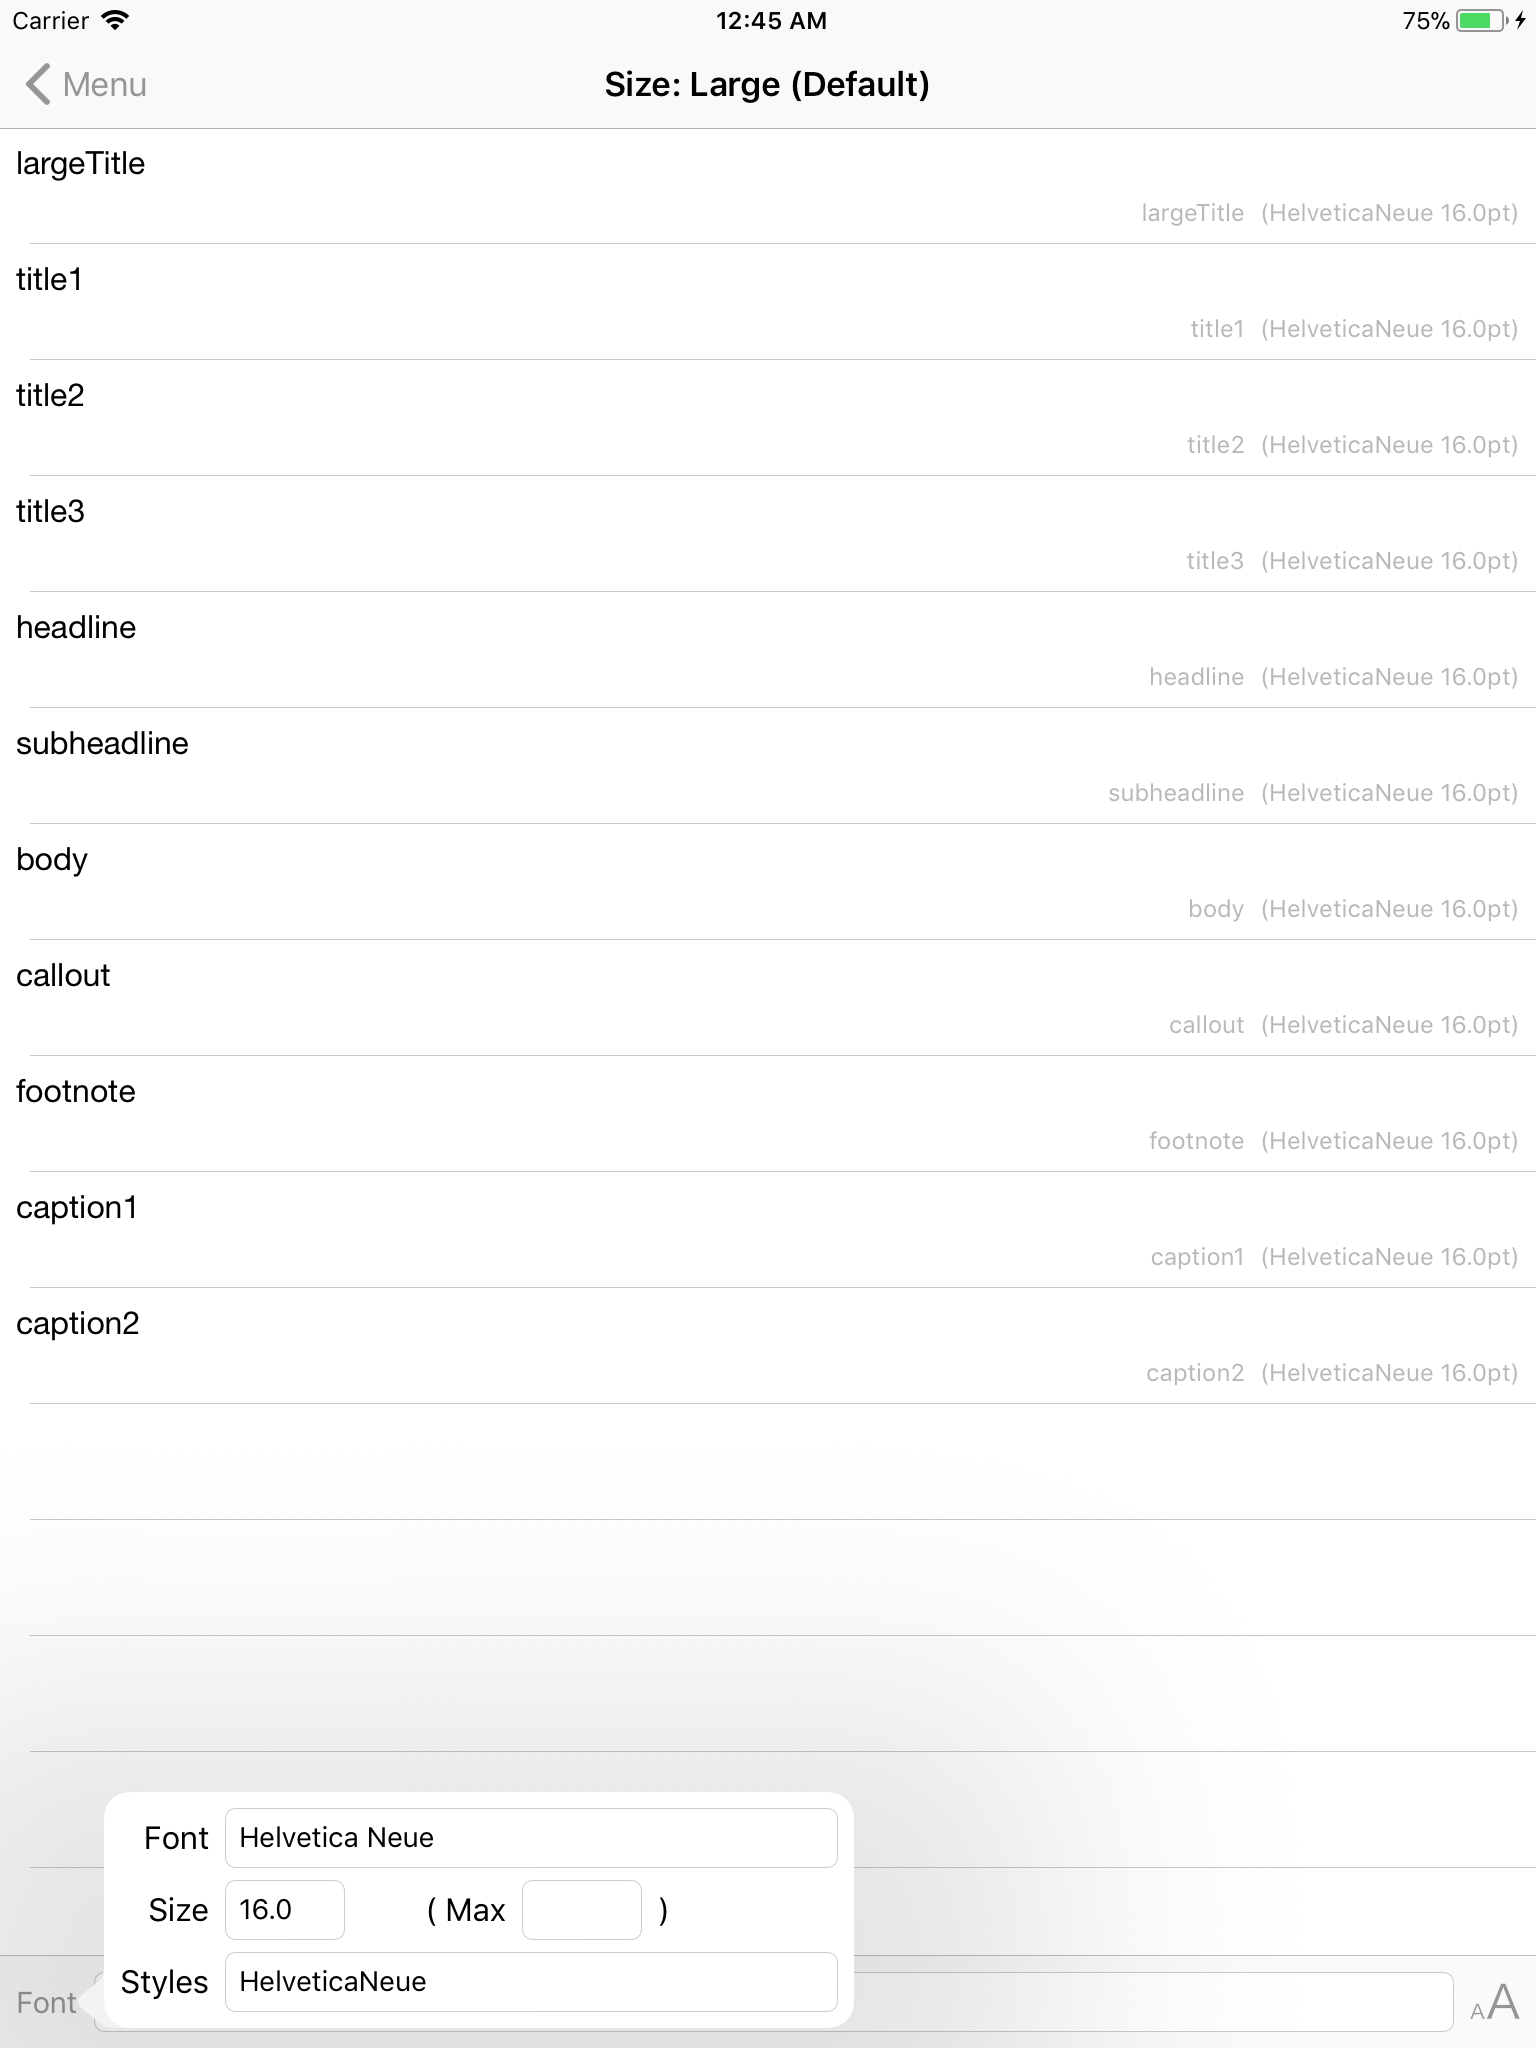 Carrier 12:45 AM 75%
Menu Size: Large (Default)
largeTitle
largeTitle (HelveticaNeue 16.0pt)
title1
title1 (HelveticaNeue 16.0pt)
title2
title2 (HelveticaNeue 16.0pt)
title3
title3 (HelveticaNeue 16.0pt)
headline
headline (HelveticaNeue 16.0pt)
subheadline
subheadline (HelveticaNeue 16.0pt)
body
body (HelveticaNeue 16.0pt)
callout
callout (HelveticaNeue 16.0pt)
footnote
footnote (HelveticaNeue 16.0pt)
caption1
caption1 (HelveticaNeue 16.0pt)
caption2
caption2 (HelveticaNeue 16.0pt)
Font Helvetica Neue
Size 16.0 ( Max )
Styles HelveticaNeue
Font AA